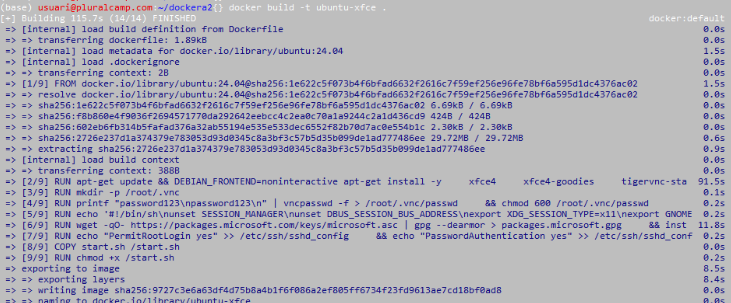 (base) usuari@pluralcamp.com:~/dockera2{} docker build -t ubuntu-xfce .
[+] Building 115.7s (14/14) FINISHED docker:default
=> [internal] load build definition from Dockerfile 0.0s
=> => transferring dockerfile: 1.89kB 0.0s
=> [internal] load metadata for docker.io/library/ubuntu:24.04 1.5s
=> [internal] load .dockerignore 0.0s
=> => transferring context: 2B 0.0s
=> [1/9] FROM docker.io/library/ubuntu:24.04@sha256:1e622c5f073b4f6bfad6632f2616c7f59ef256e96fe78bf6a595d1dc4376ac02 1.5s
=> => resolve docker.io/library/ubuntu:24.04@sha256:1e622c5f073b4f6bfad6632f2616c7f59ef256e96fe78bf6a595d1dc4376ac02 0.0s
=> => sha256:1e622c5f073b4f6bfad6632f2616c7f59ef256e96fe78bf6a595d1dc4376ac02 6.69kB / 6.69kB 0.0s
=> => sha256:f8b860e4f9036f2694571770da292642eebcc4c2ea0c70a1a9244c2a1d436cd9 424B / 424B 0.0s
=> => sha256:602eb6fb314b5fafad376a32ab55194e535e533dec6552f82b70d7ac0e554b1c 2.30kB / 2.30kB 0.0s
=> => sha256:2726e237d1a374379e783053d93d0345c8a3bf3c57b5d35b099de1ad777486ee 29.72MB / 29.72MB 0.6s
=> => extracting sha256:2726e237d1a374379e783053d93d0345c8a3bf3c57b5d35b099de1ad777486ee 0.9s
=> [internal] load build context 0.0s
=> => transferring context: 388B 0.0s
=> [2/9] RUN apt-get update && DEBIAN_FRONTEND=noninteractive apt-get install -y     xfce4     xfce4-goodies     tigervnc-sta 91.5s
=> [3/9] RUN mkdir -p /root/.vnc 0.1s
=> [4/9] RUN printf "password123\npassword123\n" | vncpasswd -f > /root/.vnc/passwd     && chmod 600 /root/.vnc/passwd 0.2s
=> [5/9] RUN echo '#!/bin/sh\nunset SESSION_MANAGER\nunset DBUS_SESSION_BUS_ADDRESS\nexport XDG_SESSION_TYPE=x11\nexport GNOME 0.2s
=> [6/9] RUN wget -qO- https://packages.microsoft.com/keys/microsoft.asc | gpg --dearmor > packages.microsoft.gpg     && inst 11.8s
=> [7/9] RUN echo "PermitRootLogin yes" >> /etc/ssh/sshd_config     && echo "PasswordAuthentication yes" >> /etc/ssh/sshd_conf 0.2s
=> [8/9] COPY start.sh /start.sh 0.0s
=> [9/9] RUN chmod +x /start.sh 0.2s
=> exporting to image 8.5s
=> => exporting layers 8.4s
=> => writing image sha256:9727c3e6a63df4d75b8a4b1f6f086a2ef805ff6734f23fd9613ae7cd18bf0ad8 0.0s
=> => naming to docker.io/library/ubuntu-xfce 0.0s